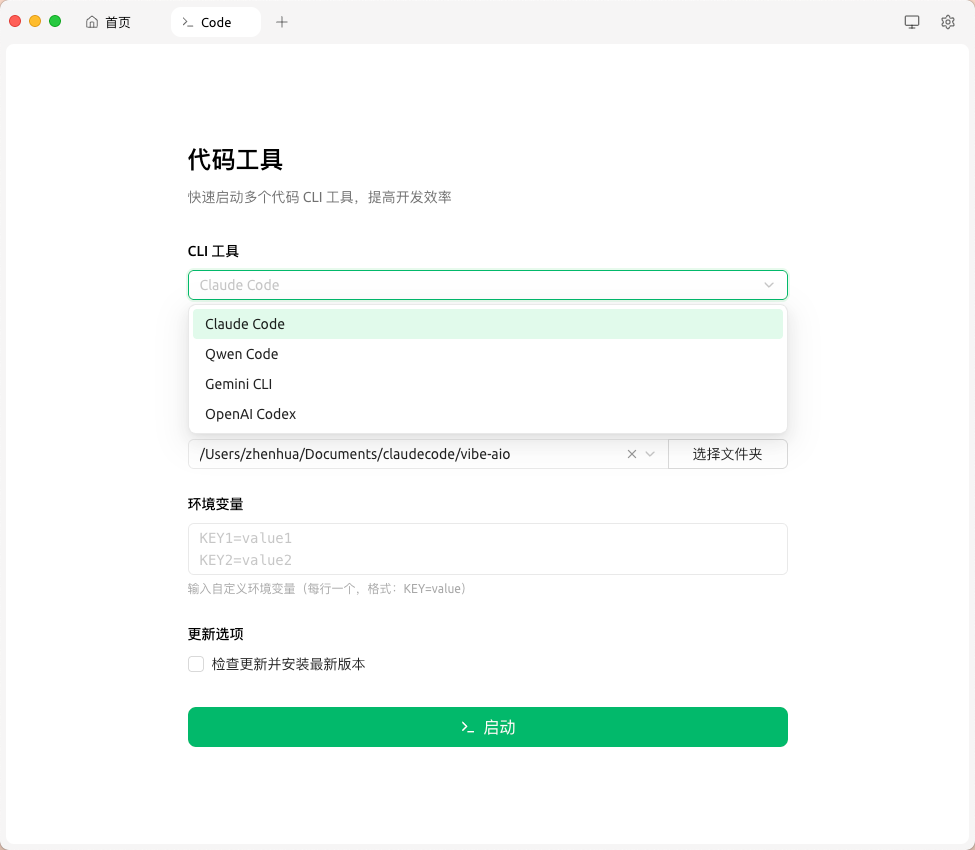 首页
Code
代码工具
快速启动多个代码 CLI 工具，提高开发效率
CLI 工具
Claude Code
Claude Code
Qwen Code
Gemini CLI
OpenAI Codex
/Users/zhenhua/Documents/claudecode/vibe-aio
选择文件夹
环境变量
KEY1=value1
KEY2=value2
输入自定义环境变量（每行一个，格式：KEY=value）
更新选项
检查更新并安装最新版本
>_ 启动